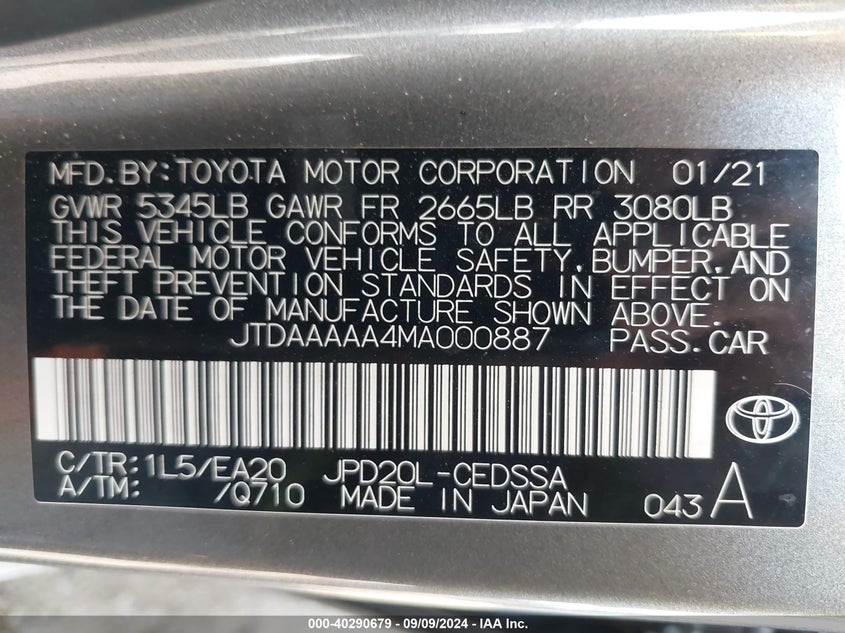 MFD. BY: TOYOTA MOTOR CORPORATION 01/21
GVWR 5345LB GAWR FR 2665LB RR 3080LB
THIS VEHICLE CONFORMS TO ALL APPLICABLE
FEDERAL MOTOR VEHICLE SAFETY, BUMPER, AND
THEFT PREVENTION STANDARDS IN EFFECT ON
THE DATE OF MANUFACTURE SHOWN ABOVE.
JTDAAAAA4MA000887 PASS. CAR
C/TR: 1L5/EA20 JPD20L-CEDSSA
A/TM: /Q710 MADE IN JAPAN 043 A
000-40290679 - 09/09/2024 - IAA Inc.